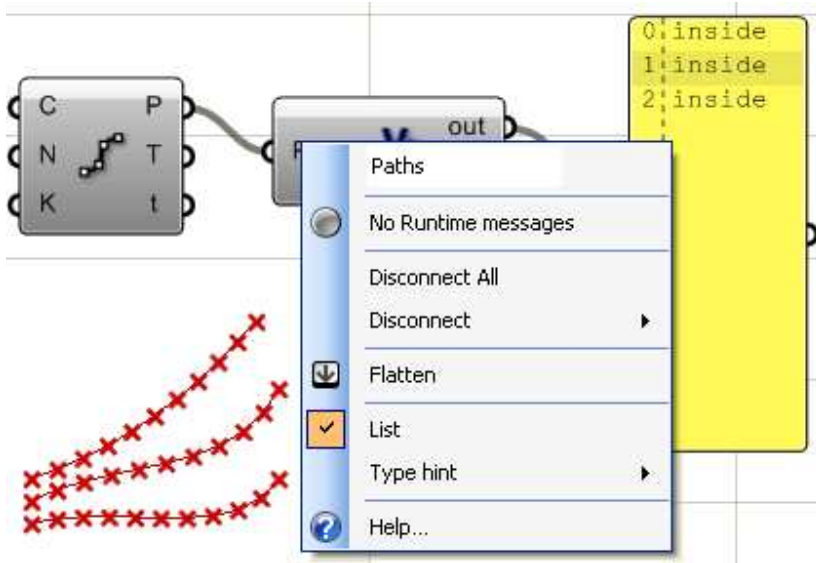 0 inside
1 inside
2 inside
C P
N T
K t
out
Paths
No Runtime messages
Disconnect All
Disconnect
Flatten
List
Type hint
Help...